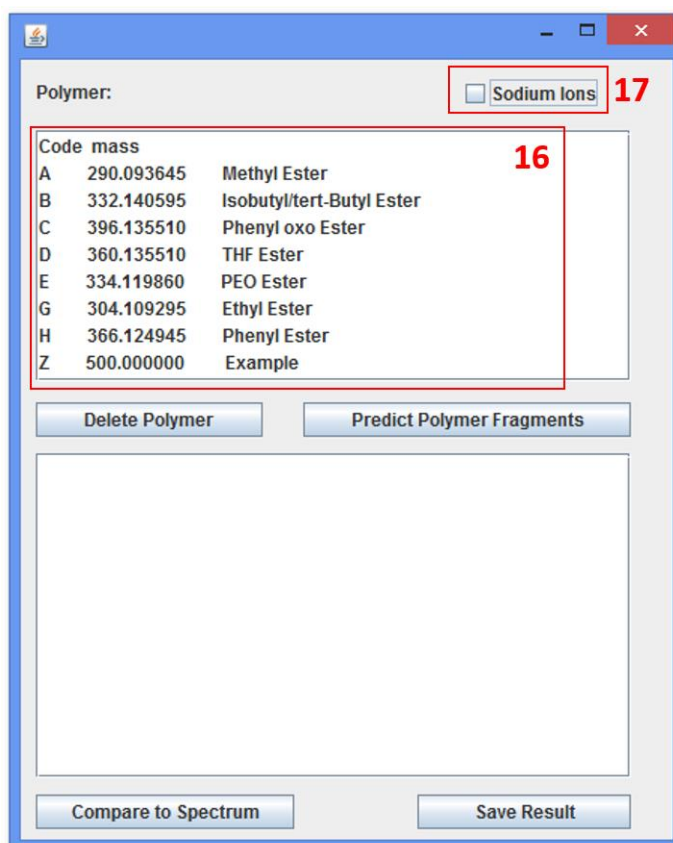 Polymer:
Sodium Ions
17
Code mass
16
A 290.093645 Methyl Ester
B 332.140595 Isobutyl/tert-Butyl Ester
C 396.135510 Phenyl oxo Ester
D 360.135510 THF Ester
E 334.119860 PEO Ester
G 304.109295 Ethyl Ester
H 366.124945 Phenyl Ester
Z 500.000000 Example
Delete Polymer
Predict Polymer Fragments
Compare to Spectrum
Save Result